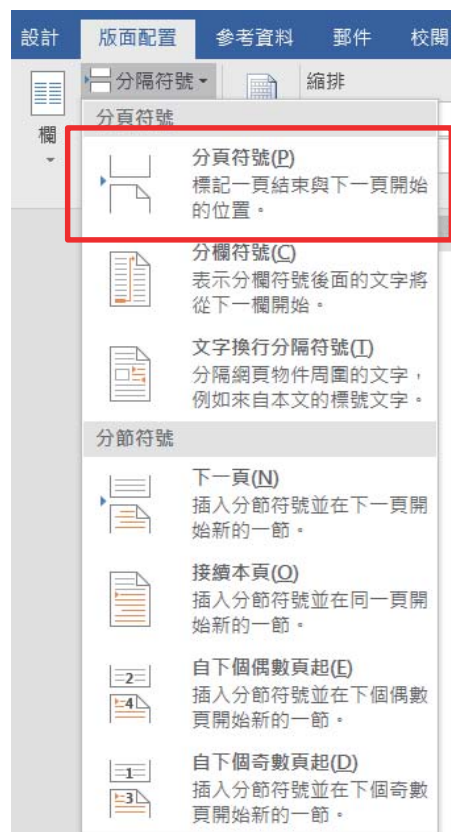 設計 版面配置 參考資料 郵件 校閱
分隔符號 縮排
欄
分頁符號
分頁符號(P)
標記一頁結束與下一頁開始
的位置。
分欄符號(C)
表示分欄符號後面的文字將
從下一欄開始。
文字換行分隔符號(T)
分隔網頁物件周圍的文字，
例如來自本文的標號文字。
分節符號
下一頁(N)
插入分節符號並在下一頁開
始新的一節。
接續本頁(O)
插入分節符號並在同一頁開
始新的一節。
2
4
自下個偶數頁起(E)
插入分節符號並在下個偶數
頁開始新的一節。
1
3
自下個奇數頁起(D)
插入分節符號並在下個奇數
頁開始新的一節。